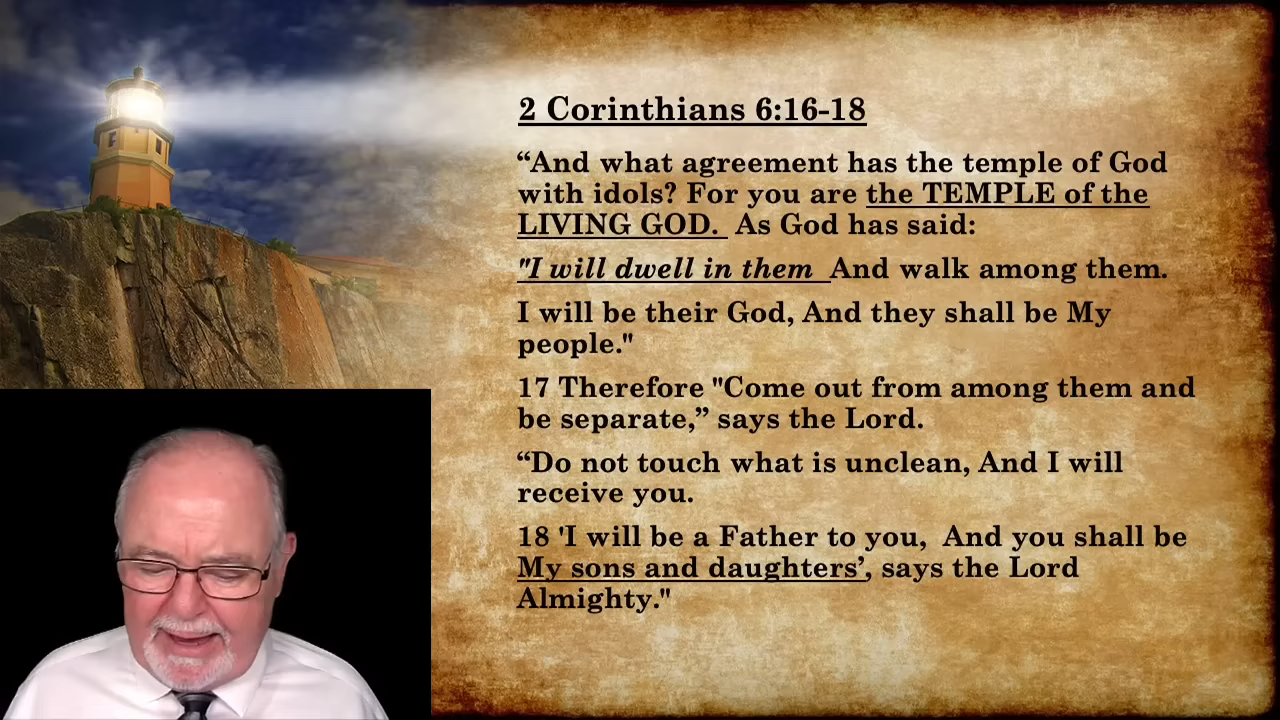 2 Corinthians 6:16-18
“And what agreement has the temple of God
with idols? For you are the TEMPLE of the
LIVING GOD.  As God has said:
"I will dwell in them  And walk among them.
I will be their God, And they shall be My
people."
17 Therefore "Come out from among them and
be separate,” says the Lord.
“Do not touch what is unclean, And I will
receive you.
18 'I will be a Father to you,  And you shall be
My sons and daughters’, says the Lord
Almighty."